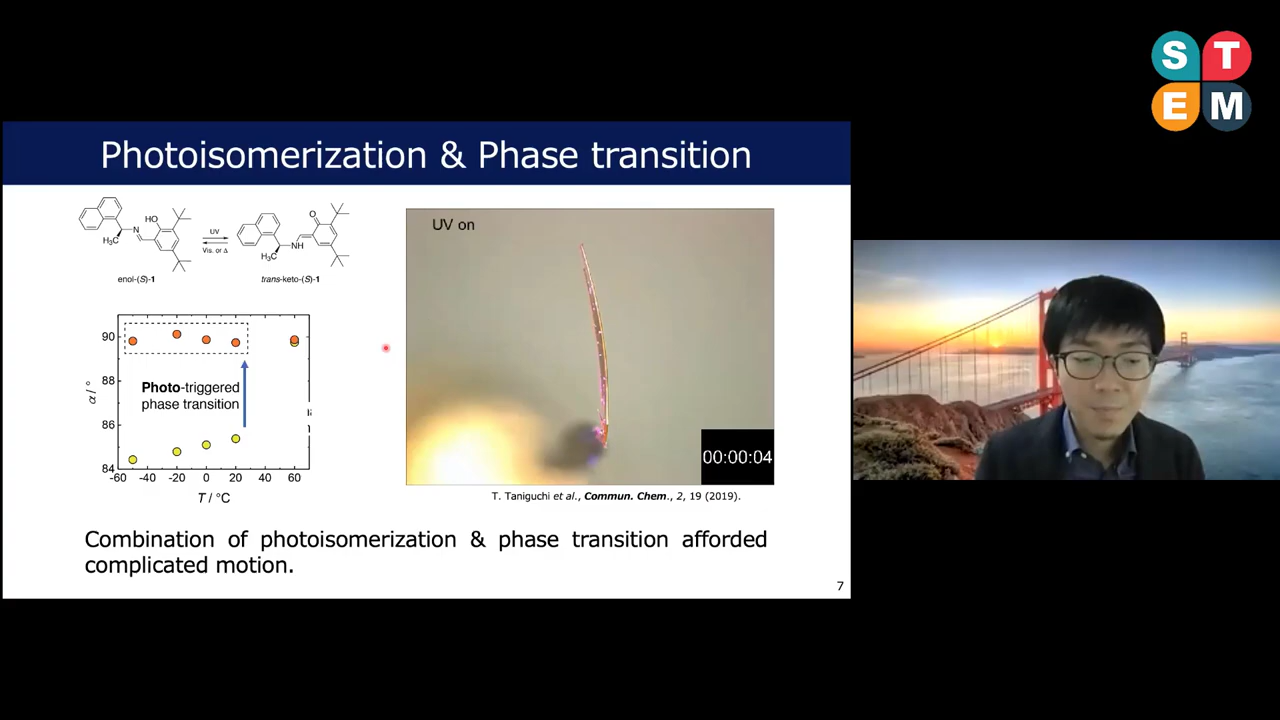 S T
E M
Photoisomerization & Phase transition
HO
N
H₃C
enol-(S)-1
UV
Vis. or Δ
O
NH
H₃C
trans-keto-(S)-1
UV on
90
88
86
84
α / °
Photo-triggered
phase transition
-60 -40 -20 0 20 40 60
T / °C
00:00:04
T. Taniguchi et al., Commun. Chem., 2, 19 (2019).
Combination of photoisomerization & phase transition afforded
complicated motion.
7